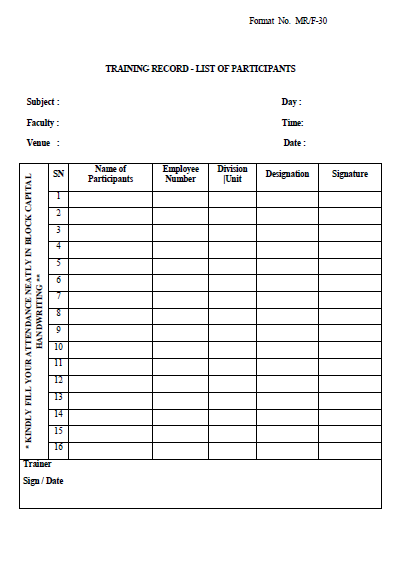 Format No. MR/F-30
TRAINING RECORD - LIST OF PARTICIPANTS
Subject :
Day :
Faculty :
Time:
Venue :
Date :
* KINDLY FILL YOUR ATTENDANCE NEATLY IN BLOCK CAPITAL
HANDWRITING **
SN
Name of
Participants
Employee
Number
Division
|Unit
Designation
Signature
1
2
3
4
5
6
7
8
9
10
11
12
13
14
15
16
Trainer
Sign / Date